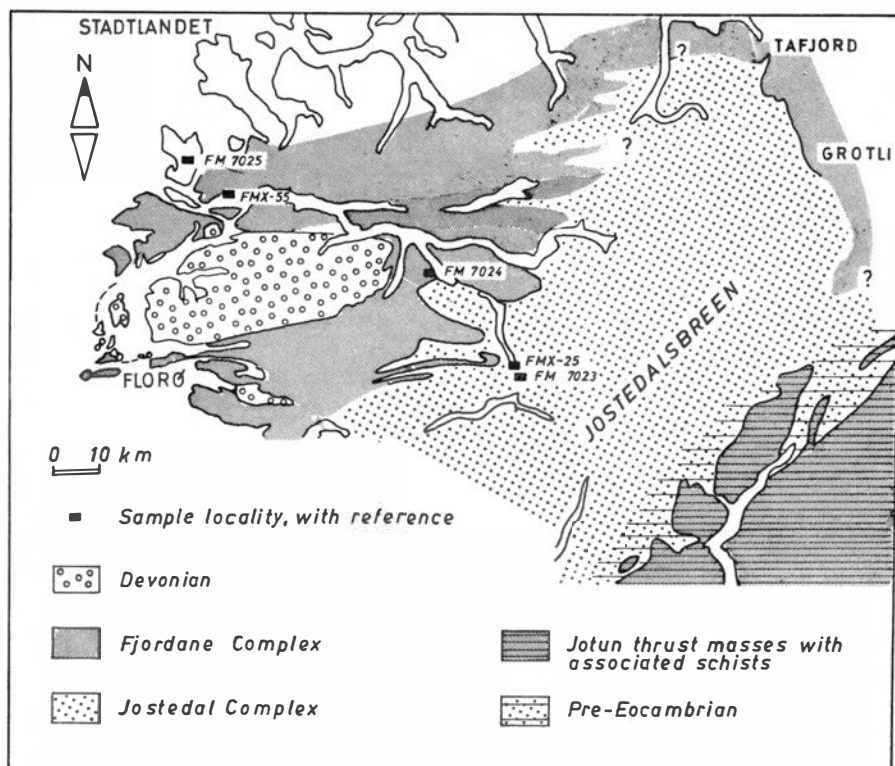 STADTLANDET
N
?
TAFJORD
?
GROTLI
FM 7025
FMX-55
FM 7024
?
JOSTEDALSBREEN
FMX-25
FM 7023
FLORØ
0 10 km
Sample locality, with reference
Devonian
Fjordane Complex
Jostedal Complex
Jotun thrust masses with
associated schists
Pre-Eocambrian